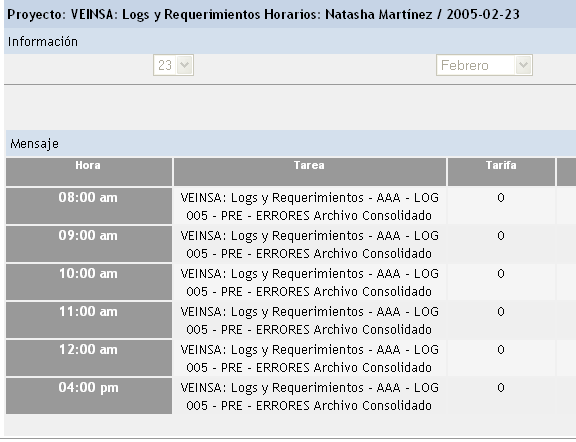 Proyecto: VEINSA: Logs y Requerimientos Horarios: Natasha Martínez / 2005-02-23
Información
23 Febrero
Mensaje
Hora Tarea Tarifa
08:00 am VEINSA: Logs y Requerimientos - AAA - LOG 0
005 - PRE - ERRORES Archivo Consolidado
09:00 am VEINSA: Logs y Requerimientos - AAA - LOG 0
005 - PRE - ERRORES Archivo Consolidado
10:00 am VEINSA: Logs y Requerimientos - AAA - LOG 0
005 - PRE - ERRORES Archivo Consolidado
11:00 am VEINSA: Logs y Requerimientos - AAA - LOG 0
005 - PRE - ERRORES Archivo Consolidado
12:00 am VEINSA: Logs y Requerimientos - AAA - LOG 0
005 - PRE - ERRORES Archivo Consolidado
04:00 pm VEINSA: Logs y Requerimientos - AAA - LOG 0
005 - PRE - ERRORES Archivo Consolidado